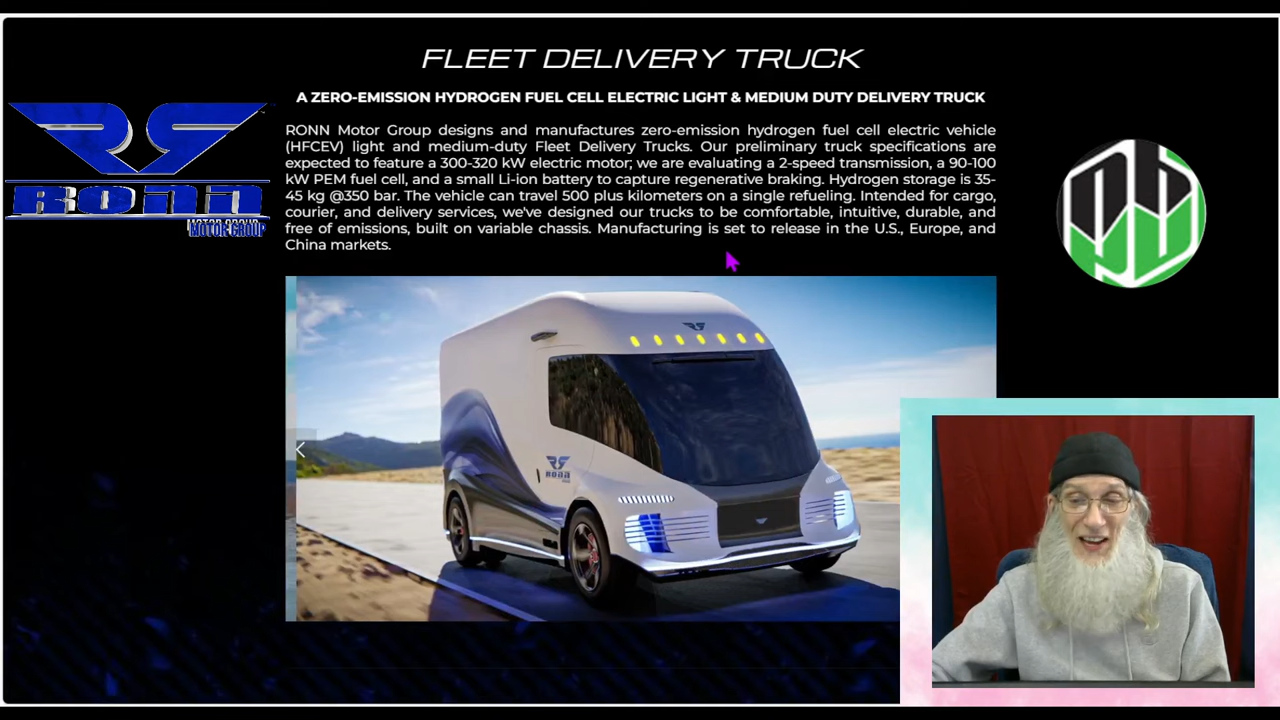 FLEET DELIVERY TRUCK
A ZERO-EMISSION HYDROGEN FUEL CELL ELECTRIC LIGHT & MEDIUM DUTY DELIVERY TRUCK
RONN Motor Group designs and manufactures zero-emission hydrogen fuel cell electric vehicle
(HFCEV) light and medium-duty Fleet Delivery Trucks. Our preliminary truck specifications are
expected to feature a 300-320 kW electric motor; we are evaluating a 2-speed transmission, a 90-100
kW PEM fuel cell, and a small Li-ion battery to capture regenerative braking. Hydrogen storage is 35-
45 kg @350 bar. The vehicle can travel 500 plus kilometers on a single refueling. Intended for cargo,
courier, and delivery services, we've designed our trucks to be comfortable, intuitive, durable, and
free of emissions, built on variable chassis. Manufacturing is set to release in the U.S., Europe, and
China markets.
RONN
MOTOR GROUP
RONN